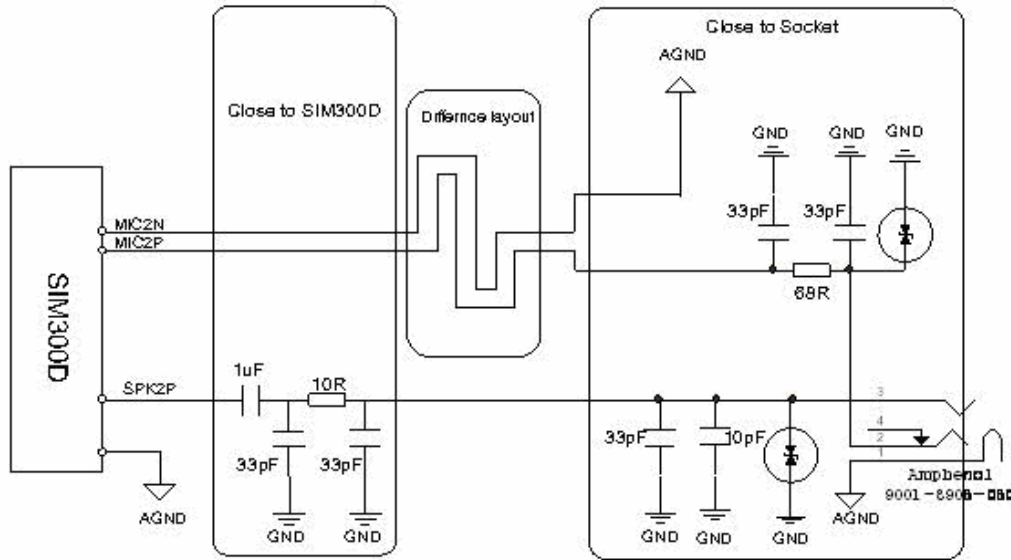 Close to Socket
AGND
Close to SIM300D
Differnce layout
GND
GND
GND
MIC2N
MIC2P
33pF
33pF
SIM300D
68R
SPK2P
1uF
10R
3
33pF
33pF
33pF
10pF
4
2
1
Amphenol
AGND
GND
GND
GND
GND
GND
AGND